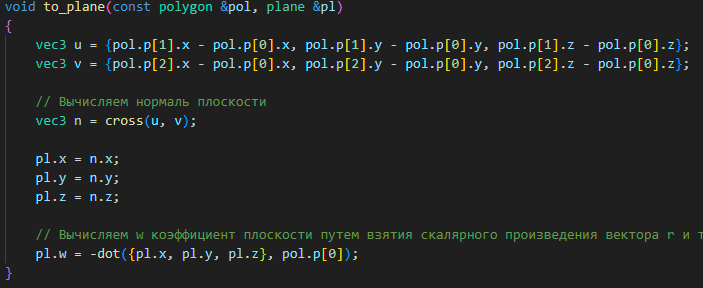 void to_plane(const polygon &pol, plane &pl)
{
vec3 u = {pol.p[1].x - pol.p[0].x, pol.p[1].y - pol.p[0].y, pol.p[1].z - pol.p[0].z};
vec3 v = {pol.p[2].x - pol.p[0].x, pol.p[2].y - pol.p[0].y, pol.p[2].z - pol.p[0].z};
// Вычисляем нормаль плоскости
vec3 n = cross(u, v);
pl.x = n.x;
pl.y = n.y;
pl.z = n.z;
// Вычисляем w коэффициент плоскости путем взятия скалярного произведения вектора r и
pl.w = -dot({pl.x, pl.y, pl.z}, pol.p[0]);
}